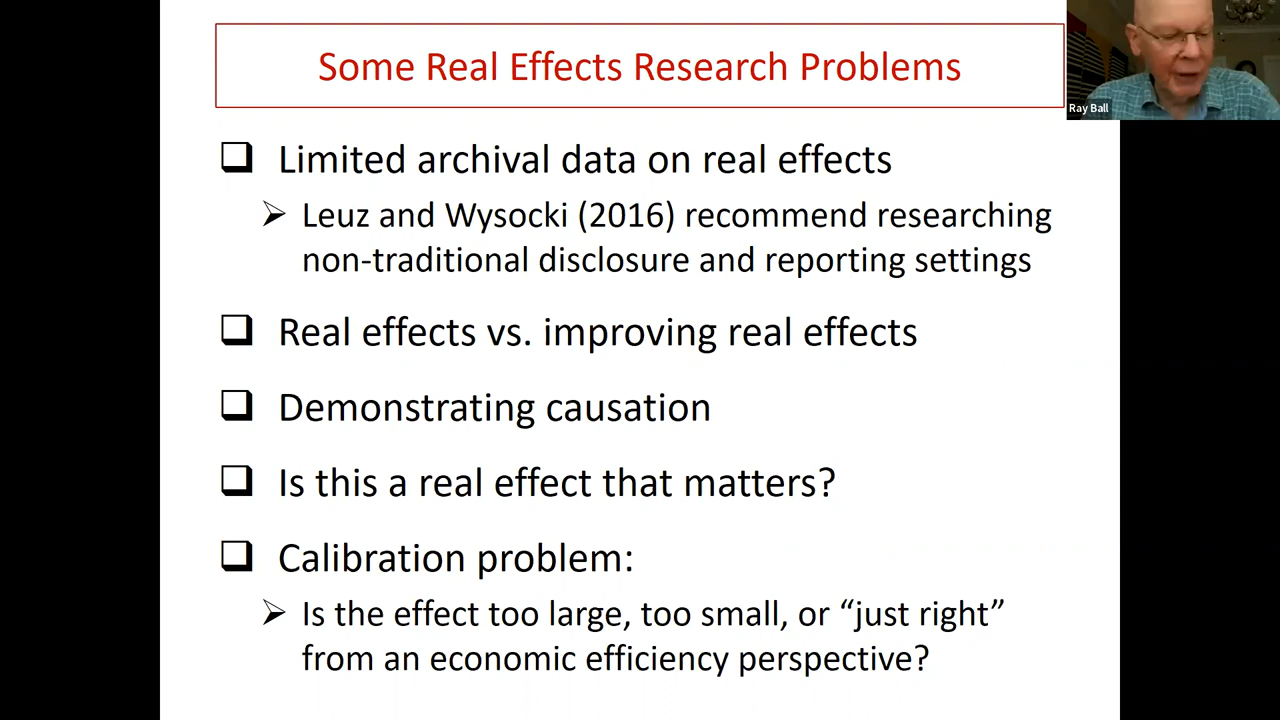 Some Real Effects Research Problems
Ray Ball
❑ Limited archival data on real effects
➢ Leuz and Wysocki (2016) recommend researching
non-traditional disclosure and reporting settings
❑ Real effects vs. improving real effects
❑ Demonstrating causation
❑ Is this a real effect that matters?
❑ Calibration problem:
➢ Is the effect too large, too small, or “just right”
from an economic efficiency perspective?